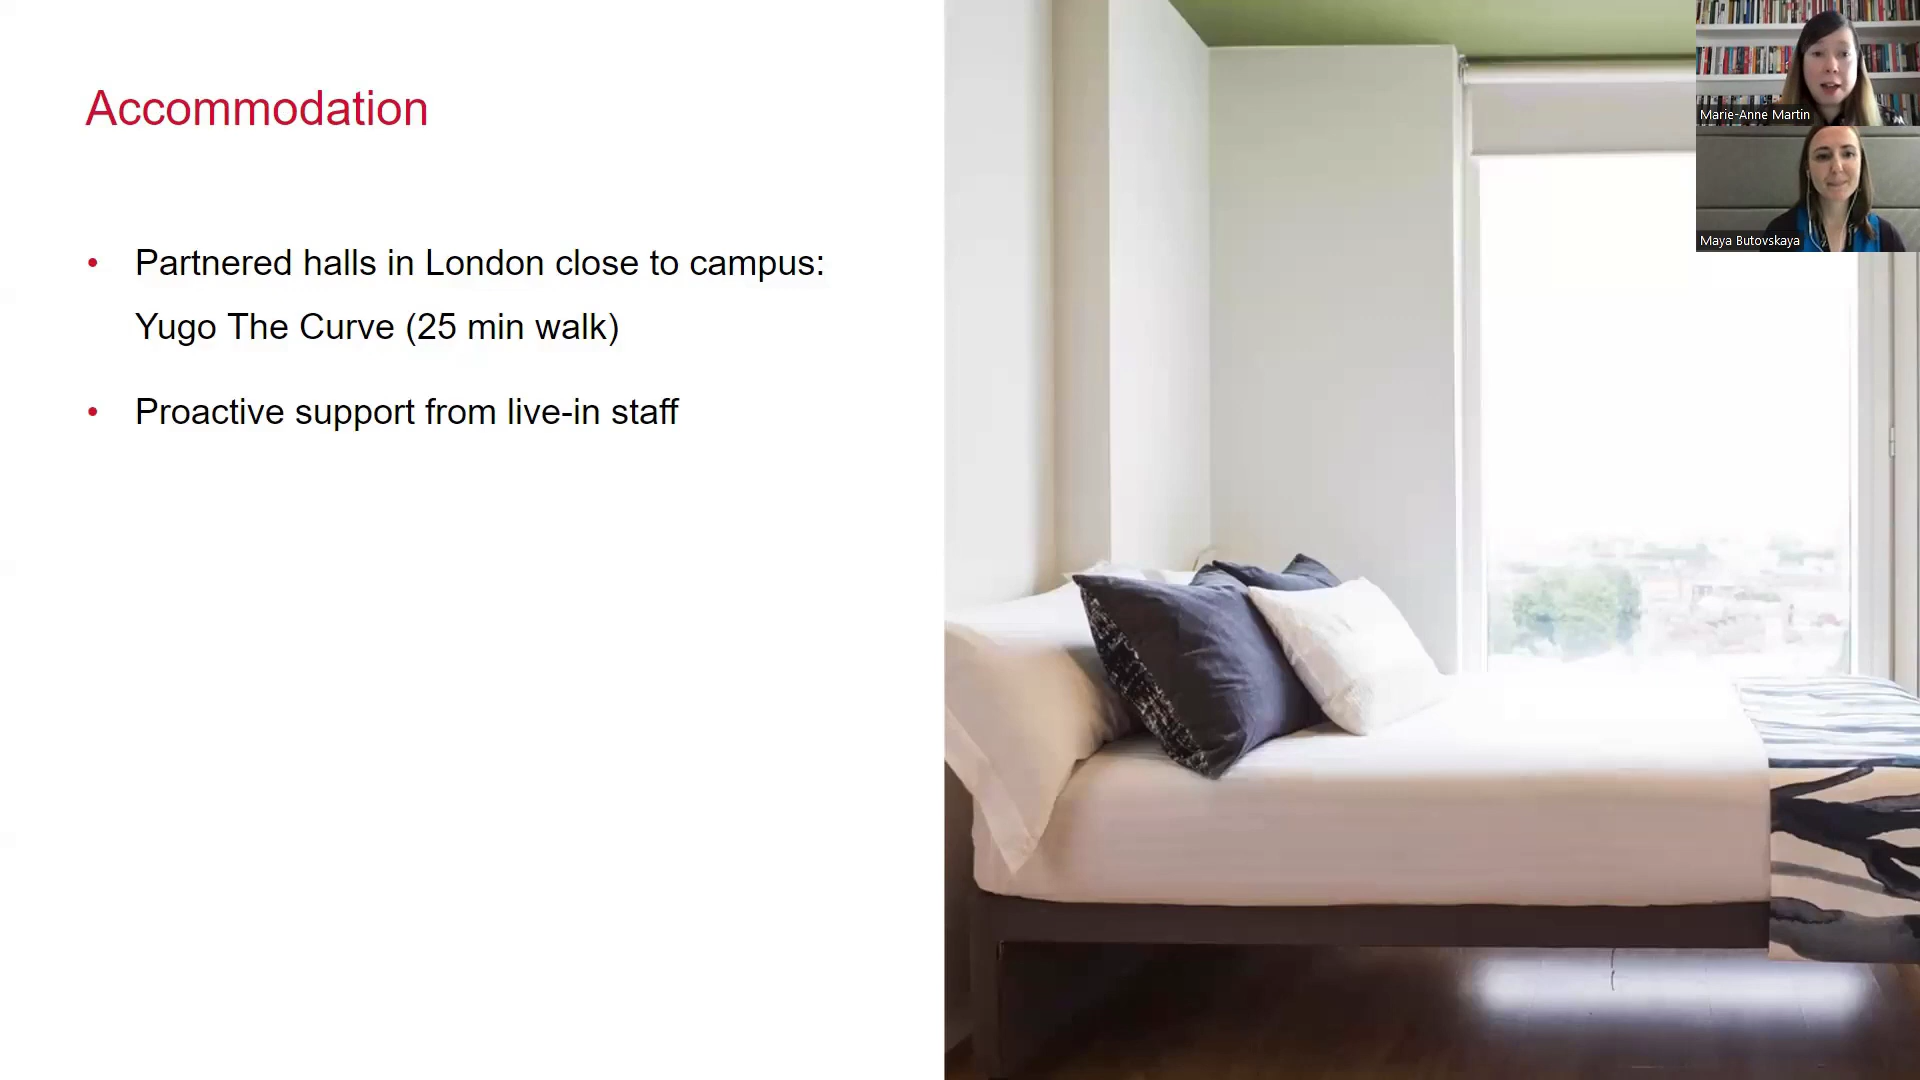 Accommodation
• Partnered halls in London close to campus:
Yugo The Curve (25 min walk)
• Proactive support from live-in staff
Marie-Anne Martin
Maya Butovskaya